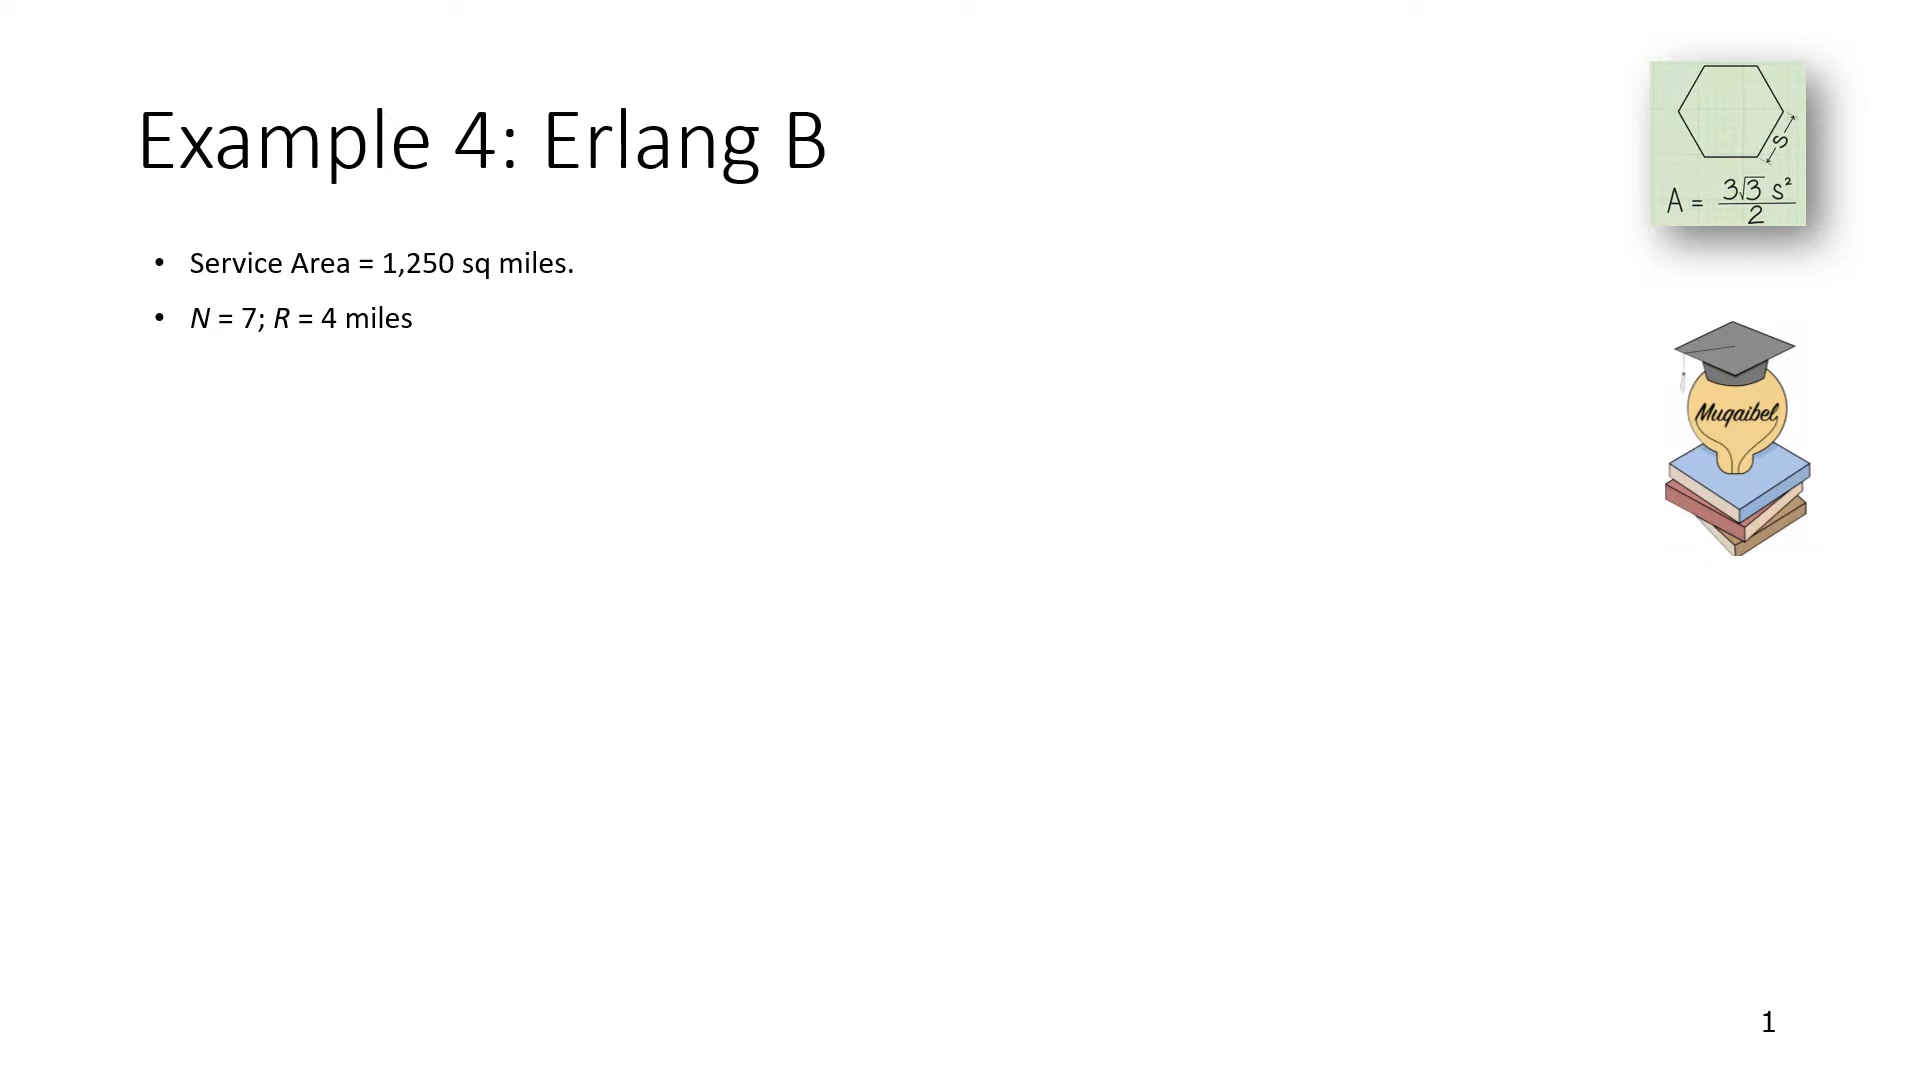 Example 4: Erlang B
• Service Area = 1,250 sq miles.
• N = 7; R = 4 miles
S
A = 3√3 s² / 2
Muqaibel
1